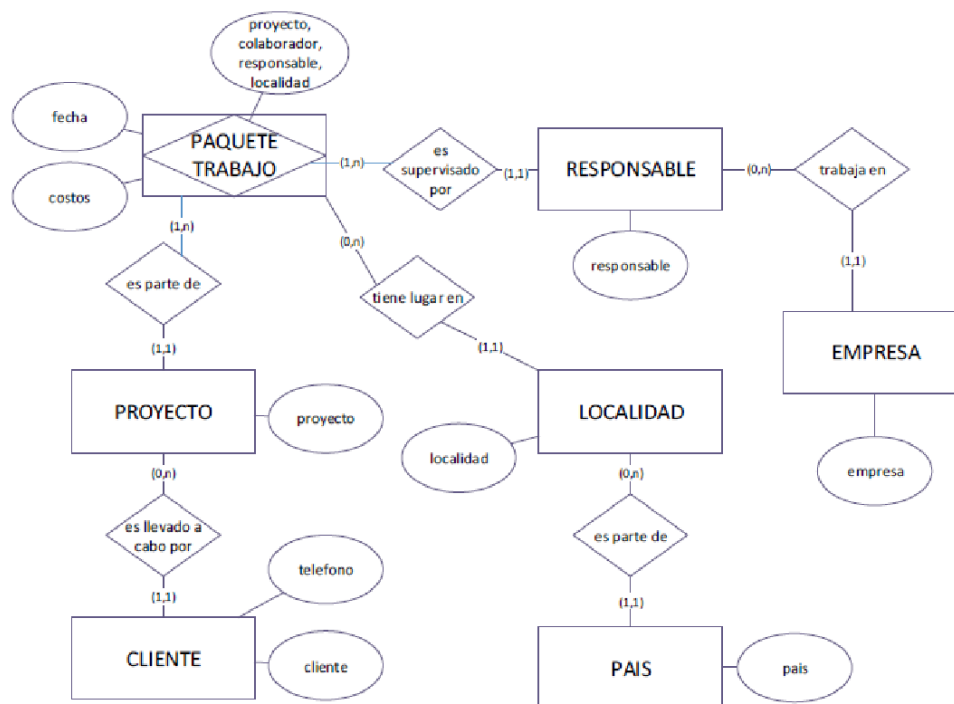 proyecto,
colaborador,
responsable,
localidad
fecha
costos
PAQUETE
TRABAJO
(1,n)
es
supervisado
por
(1,1)
RESPONSABLE
(0,n)
trabaja en
responsable
(1,n)
(0,n)
(1,1)
es parte de
tiene lugar en
(1,1)
(1,1)
EMPRESA
PROYECTO
proyecto
LOCALIDAD
localidad
empresa
(0,n)
(0,n)
es llevado a
cabo por
es parte de
telefono
(1,1)
(1,1)
CLIENTE
cliente
PAIS
pais